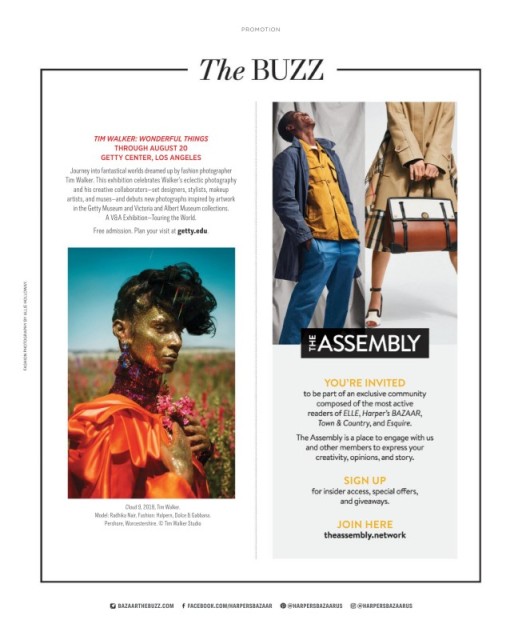 PROMOTION
The BUZZ
TIM WALKER: WONDERFUL THINGS
THROUGH AUGUST 20
GETTY CENTER, LOS ANGELES
Journey into fantastical worlds dreamed up by fashion photographer
Tim Walker. This exhibition celebrates Walker's eclectic photography
and his creative collaborators—set designers, stylists, makeup
artists, and muses—and debuts new photographs inspired by artwork
in the Getty Museum and Victoria and Albert Museum collections.
A V&A Exhibition—Touring the World.
Free admission. Plan your visit at getty.edu.
Cloud 9, 2018, Tim Walker.
Model: Radhika Nair. Fashion: Halpern, Dolce & Gabbana.
Pershore, Worcestershire. © Tim Walker Studio
FASHION PHOTOGRAPHY BY ALLIE HOLLOWAY
THE ASSEMBLY
YOU'RE INVITED
to be part of an exclusive community
composed of the most active
readers of ELLE, Harper's BAZAAR,
Town & Country, and Esquire.
The Assembly is a place to engage with us
and other members to express your
creativity, opinions, and story.
SIGN UP
for insider access, special offers,
and giveaways.
JOIN HERE
theassembly.network
BAZAARTHEBUZZ.COM FACEBOOK.COM/HARPERSBAZAAR @HARPERSBAZAARUS @HARPERSBAZAARUS